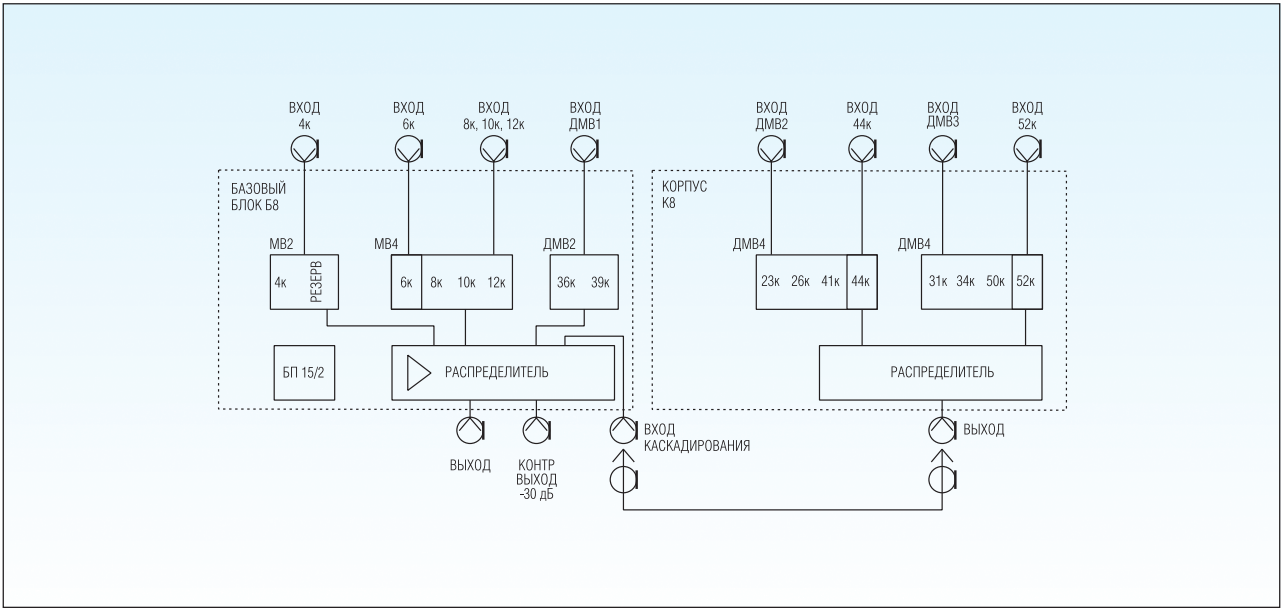 ВХОД
4к
ВХОД
6к
ВХОД
8к, 10к, 12к
ВХОД
ДМВ1
ВХОД
ДМВ2
ВХОД
44к
ВХОД
ДМВ3
ВХОД
52к
БАЗОВЫЙ
БЛОК Б8
КОРПУС
К8
МВ2
4к
РЕЗЕРВ
МВ4
6к
8к
10к
12к
ДМВ2
36к
39к
ДМВ4
23к
26к
41к
44к
ДМВ4
31к
34к
50к
52к
БП 15/2
РАСПРЕДЕЛИТЕЛЬ
РАСПРЕДЕЛИТЕЛЬ
ВЫХОД
КОНТР
ВЫХОД
-30 дБ
ВХОД
КАСКАДИРОВАНИЯ
ВЫХОД